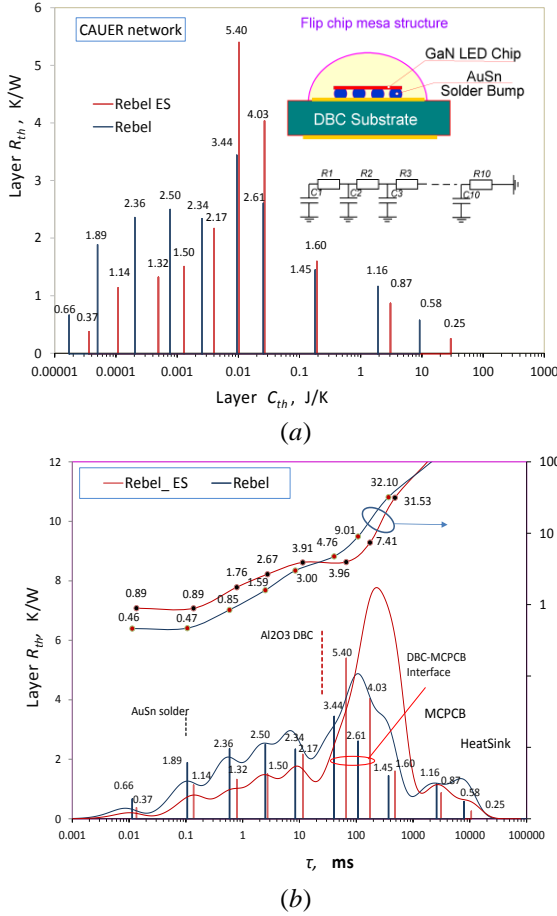 CAUER network
Flip chip mesa structure
GaN LED Chip
AuSn
Solder Bump
DBC Substrate
Rebel ES
Rebel
R1 R2 R3 R10
C1 C2 C3 C10
Layer Rth , K/W
6
5
4
3
2
1
0
5.40
4.03
3.44
2.61
2.50
2.36
2.34
2.17
1.89
1.14
1.32
1.50
1.60
1.45
1.16
0.87
0.66
0.37
0.58
0.25
0.00001 0.0001 0.001 0.01 0.1 1 10 100 1000
Layer Cth , J/K
(a)
Rebel_ ES
Rebel
Layer Rth, K/W
12
10
8
6
4
2
0
100
10
1
32.10
31.53
9.01
7.41
4.76
3.91
3.96
3.00
2.67
1.76
1.59
0.89 0.89
0.85
0.46 0.47
Al2O3 DBC
AuSn solder
DBC-MCPCB
Interface
MCPCB
HeatSink
5.40
4.03
3.44
2.61
2.50
2.36
2.34
2.17
1.89
1.14
1.32
1.50
1.45
1.60
1.16
0.87
0.66
0.37
0.58
0.25
0.001 0.01 0.1 1 10 100 1000 10000 100000
τ, ms
(b)